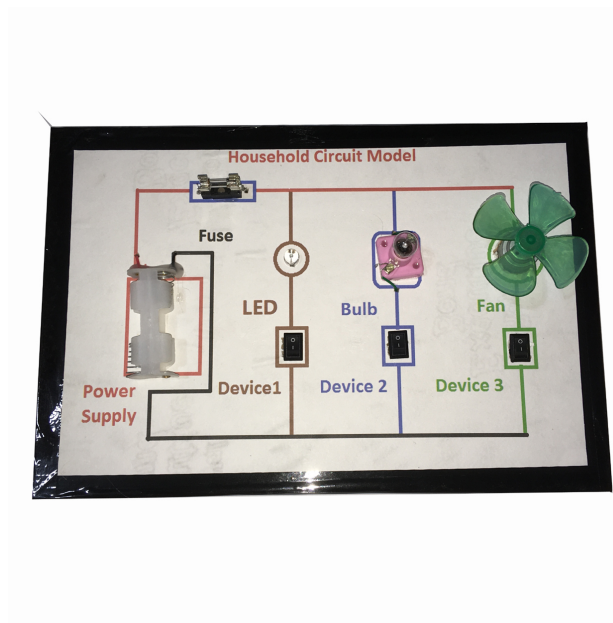 Household Circuit Model
Fuse
LED
Bulb
Fan
Power
Supply
Device1
Device 2
Device 3